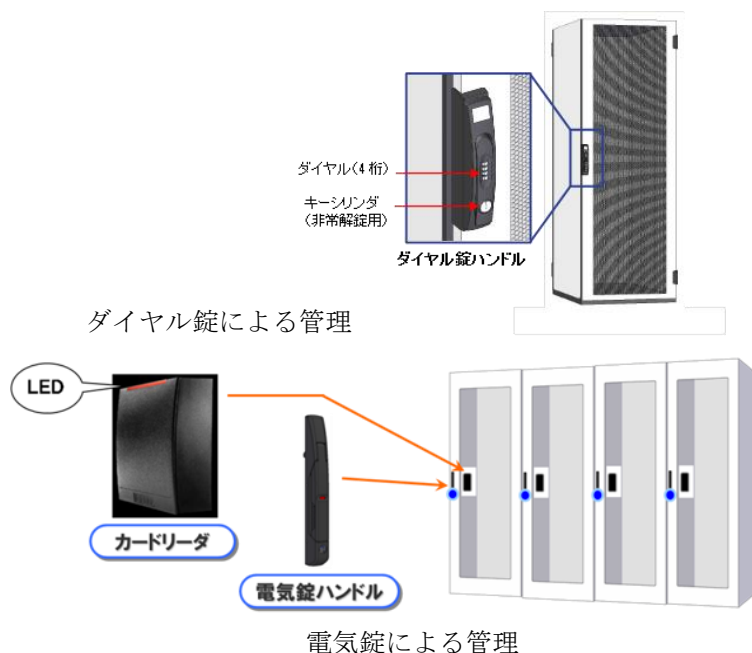 ダイヤル(4 桁)
キーシリンダ
(非常解錠用)
ダイヤル錠ハンドル
ダイヤル錠による管理
LED
カードリーダ
電気錠ハンドル
電気錠による管理